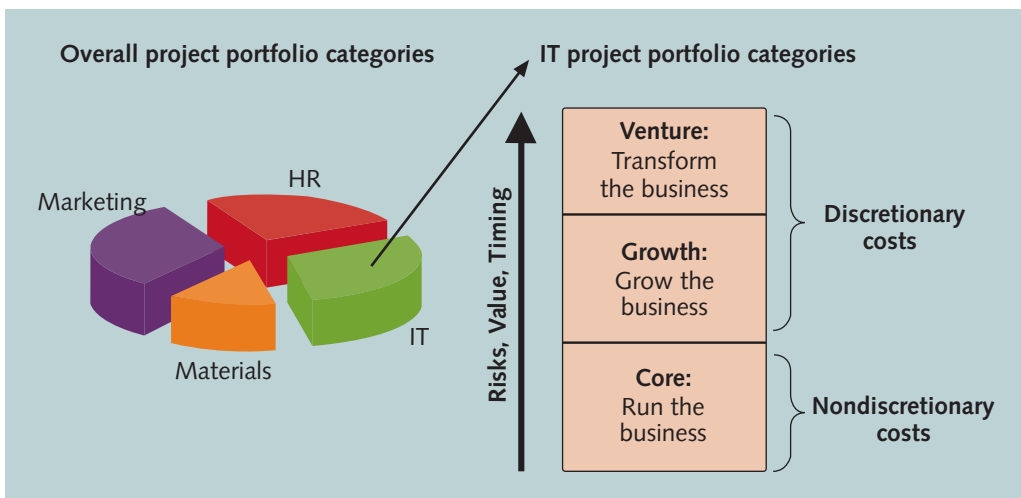 Overall project portfolio categories
IT project portfolio categories
HR
Marketing
Materials
IT
Risks, Value, Timing
Venture:
Transform
the business
Growth:
Grow the
business
Core:
Run the
business
Discretionary
costs
Nondiscretionary
costs